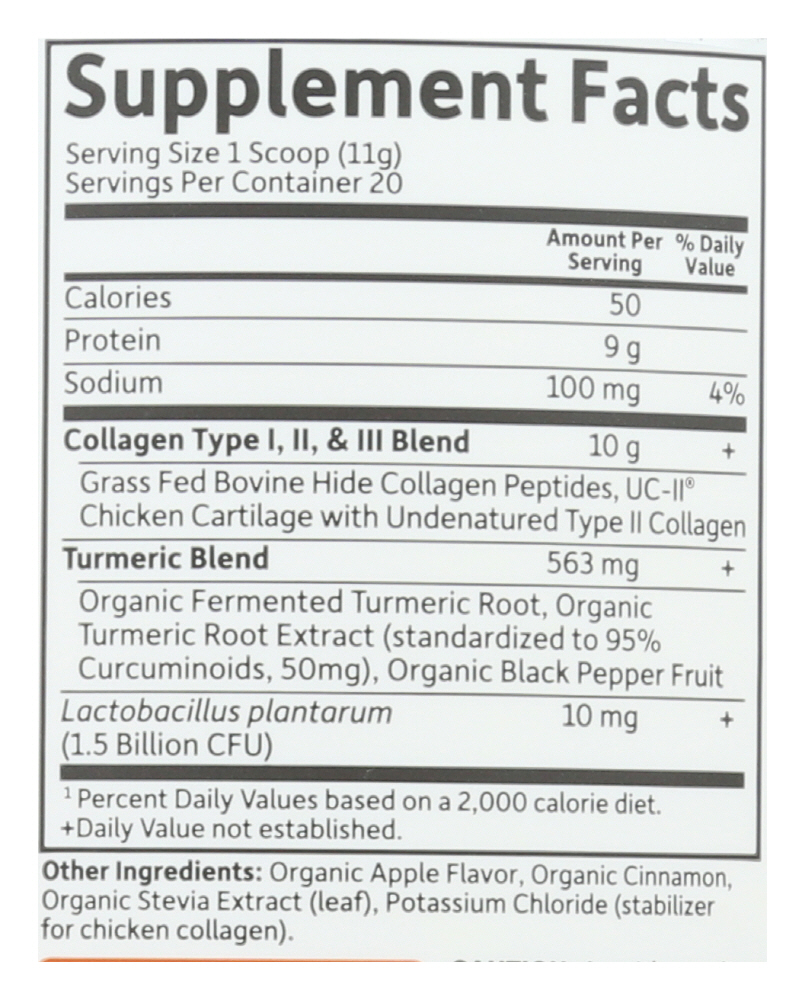 Supplement Facts
Serving Size 1 Scoop (11g)
Servings Per Container 20
Amount Per % Daily
Serving Value
Calories 50
Protein 9 g
Sodium 100 mg 4%
Collagen Type I, II, & III Blend 10 g +
Grass Fed Bovine Hide Collagen Peptides, UC-II®
Chicken Cartilage with Undenatured Type II Collagen
Turmeric Blend 563 mg +
Organic Fermented Turmeric Root, Organic
Turmeric Root Extract (standardized to 95%
Curcuminoids, 50mg), Organic Black Pepper Fruit
Lactobacillus plantarum 10 mg +
(1.5 Billion CFU)
¹ Percent Daily Values based on a 2,000 calorie diet.
+Daily Value not established.
Other Ingredients: Organic Apple Flavor, Organic Cinnamon,
Organic Stevia Extract (leaf), Potassium Chloride (stabilizer
for chicken collagen).